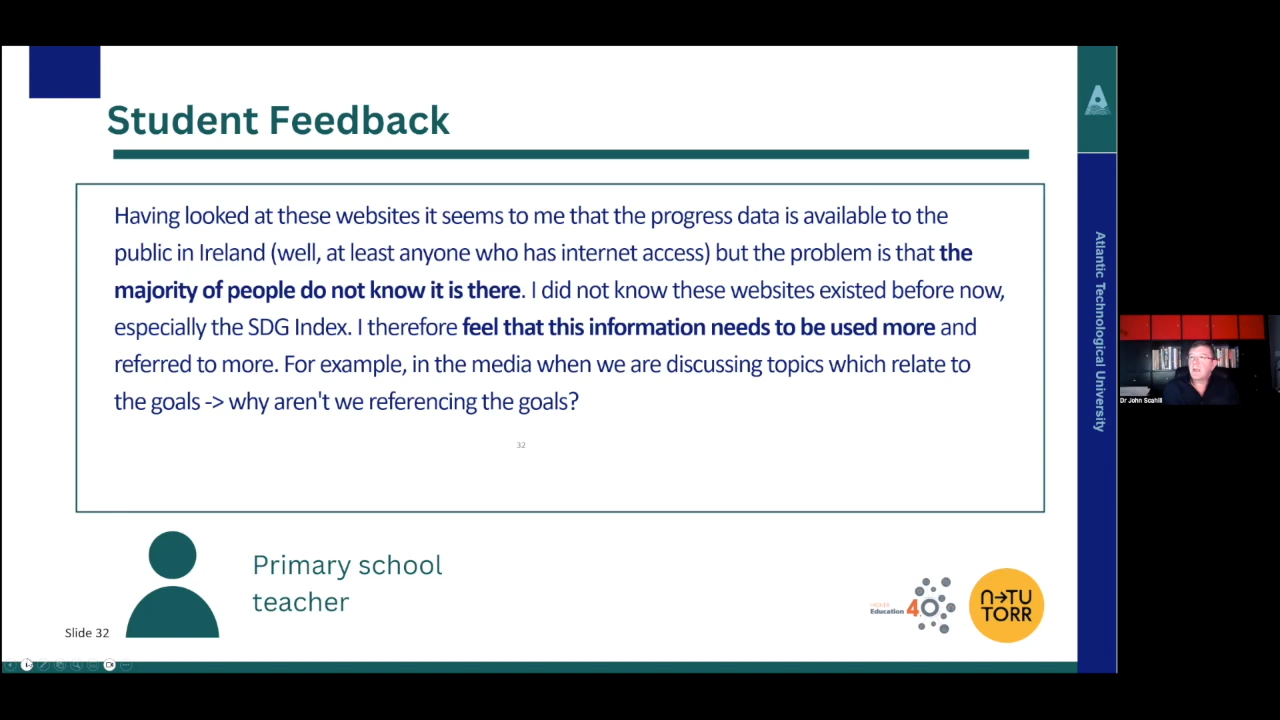 Student Feedback
Having looked at these websites it seems to me that the progress data is available to the
public in Ireland (well, at least anyone who has internet access) but the problem is that the
majority of people do not know it is there. I did not know these websites existed before now,
especially the SDG Index. I therefore feel that this information needs to be used more and
referred to more. For example, in the media when we are discussing topics which relate to
the goals -> why aren't we referencing the goals?
32
Primary school
teacher
Slide 32
Education 4.0
N→TU
TORR
Atlantic Technological University
Dr John Scahill